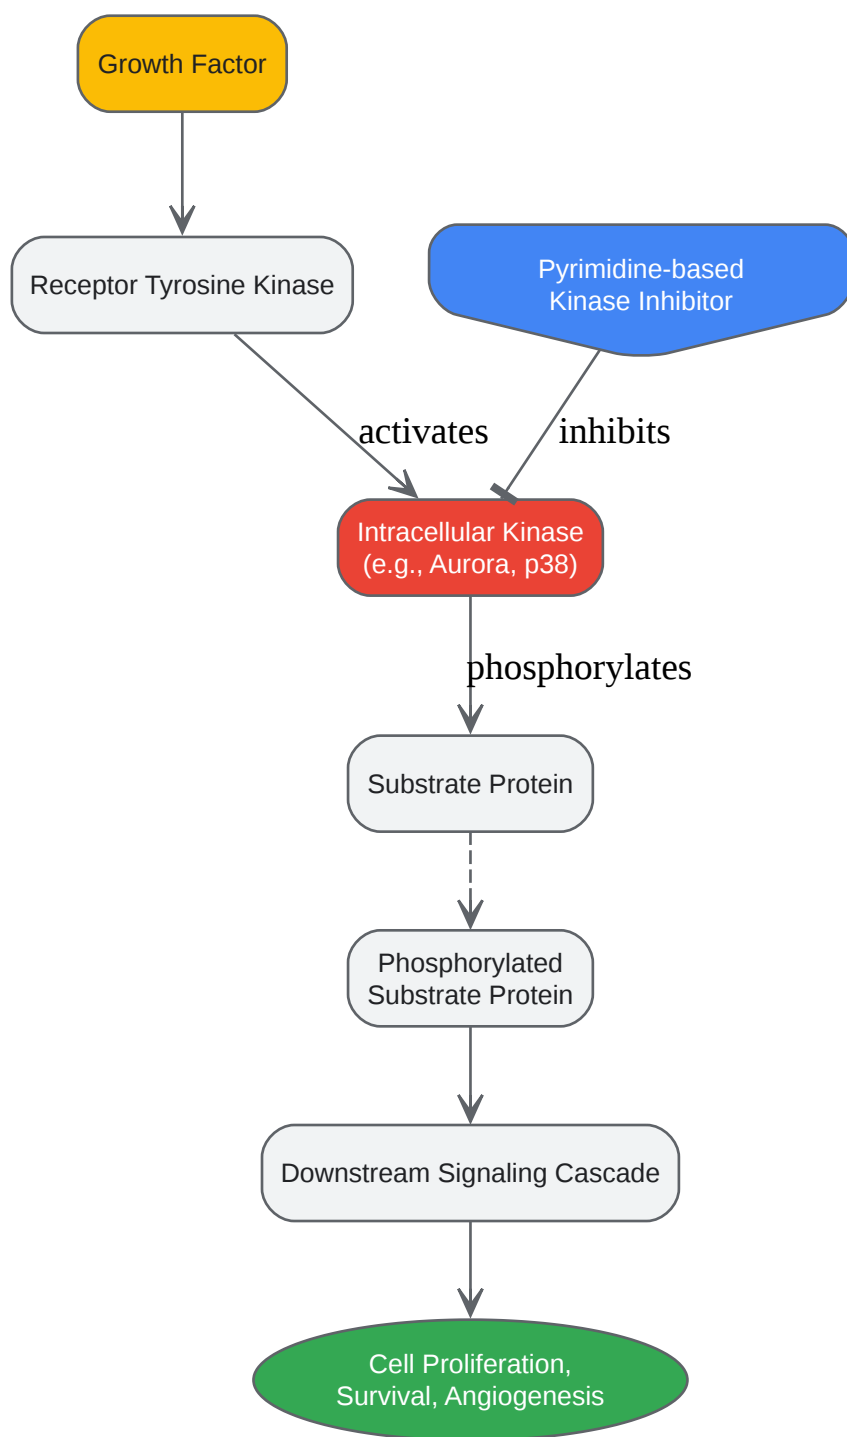 Growth Factor
Receptor Tyrosine Kinase
Pyrimidine-based
Kinase Inhibitor
activates
inhibits
Intracellular Kinase
(e.g., Aurora, p38)
phosphorylates
Substrate Protein
Phosphorylated
Substrate Protein
Downstream Signaling Cascade
Cell Proliferation,
Survival, Angiogenesis